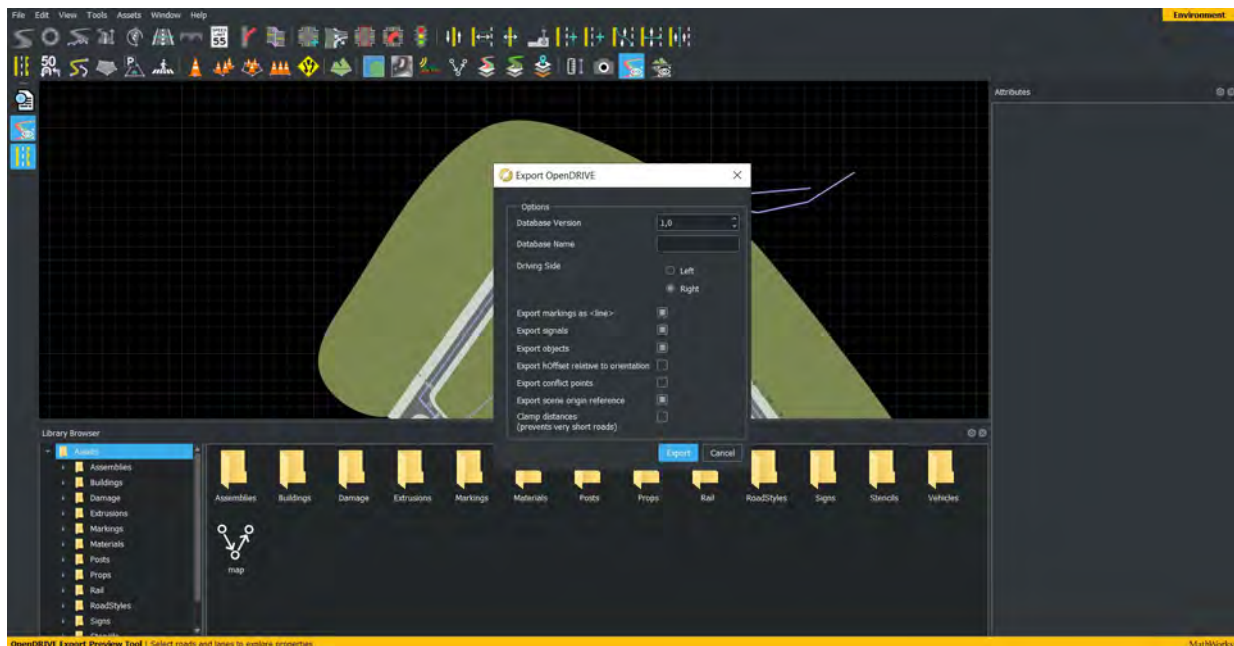 File Edit View Tools Assets Window Help
Environment
SPEED
LIMIT
55
50
P
Attributes
Export OpenDRIVE
Options
Database Version 1,0
Database Name
Driving Side
Left
Right
Export markings as <line>
Export signals
Export objects
Export hOffset relative to orientation
Export conflict points
Export scene origin reference
Clamp distances
(prevents very short roads)
Export Cancel
Library Browser
Assets
Assemblies
Buildings
Damage
Extrusions
Markings
Materials
Posts
Props
Rail
RoadStyles
Signs
Stencils
Assemblies Buildings Damage Extrusions Markings Materials Posts Props Rail RoadStyles Signs Stencils Vehicles
map
OpenDRIVE Export Preview Tool | Select roads and lanes to explore properties
MathWorks